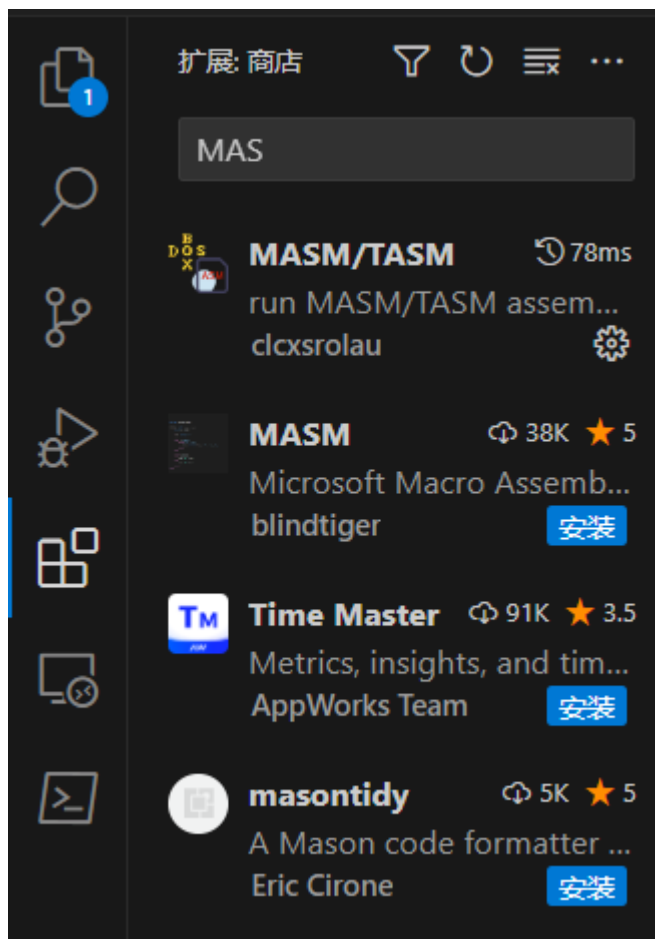 扩展: 商店
1
MAS
MASM/TASM 78ms
run MASM/TASM assem...
clcxsrolau
MASM 38K 5
Microsoft Macro Assemb...
blindtiger 安装
TM
Time Master 91K 3.5
Metrics, insights, and tim...
AppWorks Team 安装
masontidy 5K 5
A Mason code formatter ...
Eric Cirone 安装